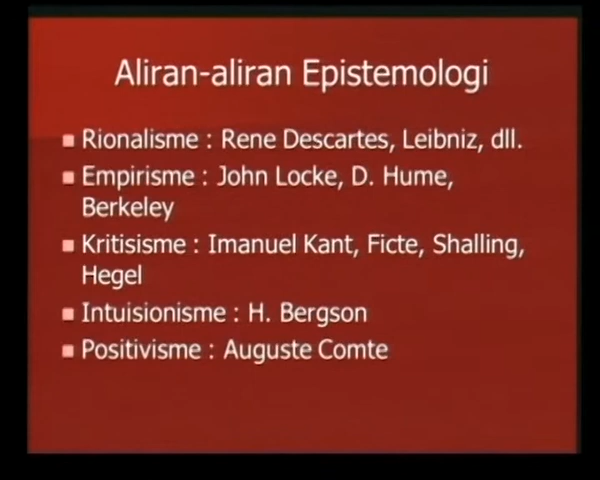 Aliran-aliran Epistemologi
Rionalisme : Rene Descartes, Leibniz, dll.
Empirisme : John Locke, D. Hume,
Berkeley
Kritisisme : Imanuel Kant, Ficte, Shalling,
Hegel
Intuisionisme : H. Bergson
Positivisme : Auguste Comte